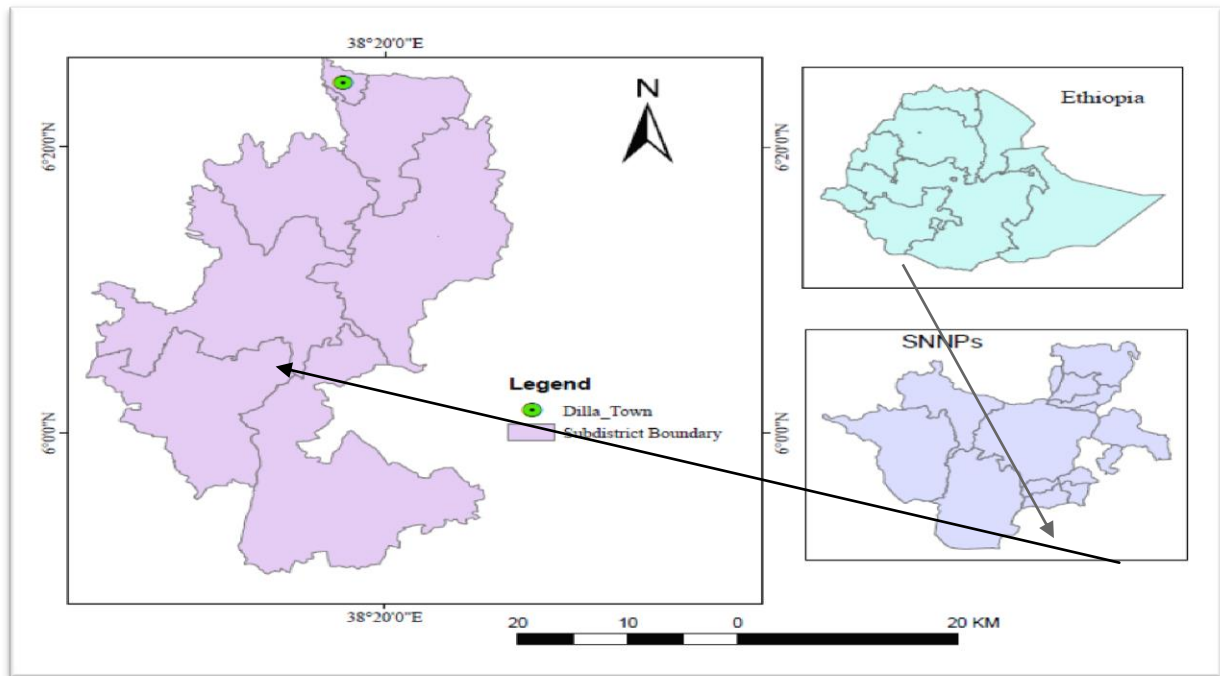 38°20'0"E
N
Ethiopia
6°20'0"N
6°20'0"N
SNNPs
Legend
Dilla_Town
Subdistrict Boundary
6°0'0"N
6°0'0"N
38°20'0"E
20 10 0 20 KM